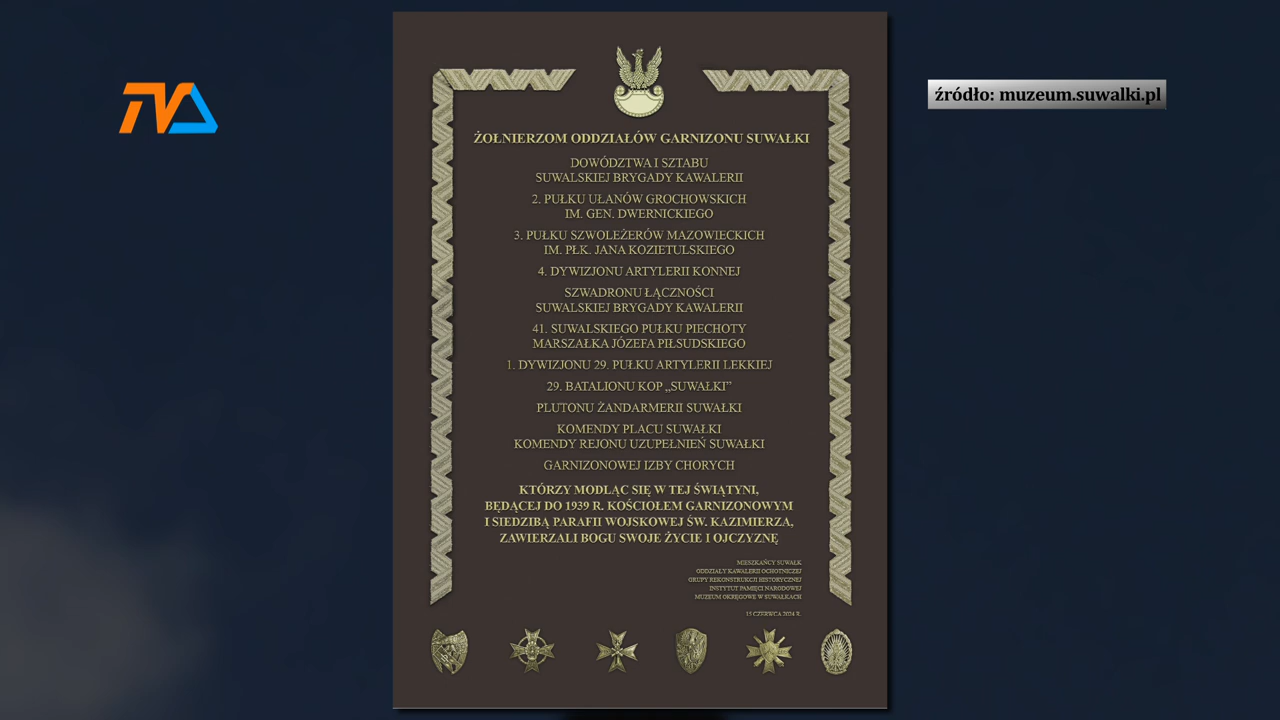 TVA
źródło: muzeum.suwalki.pl
ŻOŁNIERZOM ODDZIAŁÓW GARNIZONU SUWAŁKI
DOWÓDZTWA I SZTABU
SUWALSKIEJ BRYGADY KAWALERII
2. PUŁKU UŁANÓW GROCHOWSKICH
IM. GEN. DWERNICKIEGO
3. PUŁKU SZWOLEŻERÓW MAZOWIECKICH
IM. PŁK. JANA KOZIETULSKIEGO
4. DYWIZJONU ARTYLERII KONNEJ
SZWADRONU ŁĄCZNOŚCI
SUWALSKIEJ BRYGADY KAWALERII
41. SUWALSKIEGO PUŁKU PIECHOTY
MARSZAŁKA JÓZEFA PIŁSUDSKIEGO
1. DYWIZJONU 29. PUŁKU ARTYLERII LEKKIEJ
29. BATALIONU KOP „SUWAŁKI”
PLUTONU ŻANDARMERII SUWAŁKI
KOMENDY PLACU SUWAŁKI
KOMENDY REJONU UZUPEŁNIEŃ SUWAŁKI
GARNIZONOWEJ IZBY CHORYCH
KTÓRZY MODLĄC SIĘ W TEJ ŚWIĄTYNI,
BĘDĄCEJ DO 1939 R. KOŚCIOŁEM GARNIZONOWYM
I SIEDZIBĄ PARAFII WOJSKOWEJ ŚW. KAZIMIERZA,
ZAWIERZALI BOGU SWOJE ŻYCIE I OJCZYZNĘ
MIESZKAŃCY SUWAŁK
ODDZIAŁY KAWALERII OCHOTNICZEJ
GRUPY REKONSTRUKCJI HISTORYCZNEJ
INSTYTUT PAMIĘCI NARODOWEJ
MUZEUM OKRĘGOWE W SUWAŁKACH
15 CZERWCA 2024 R.